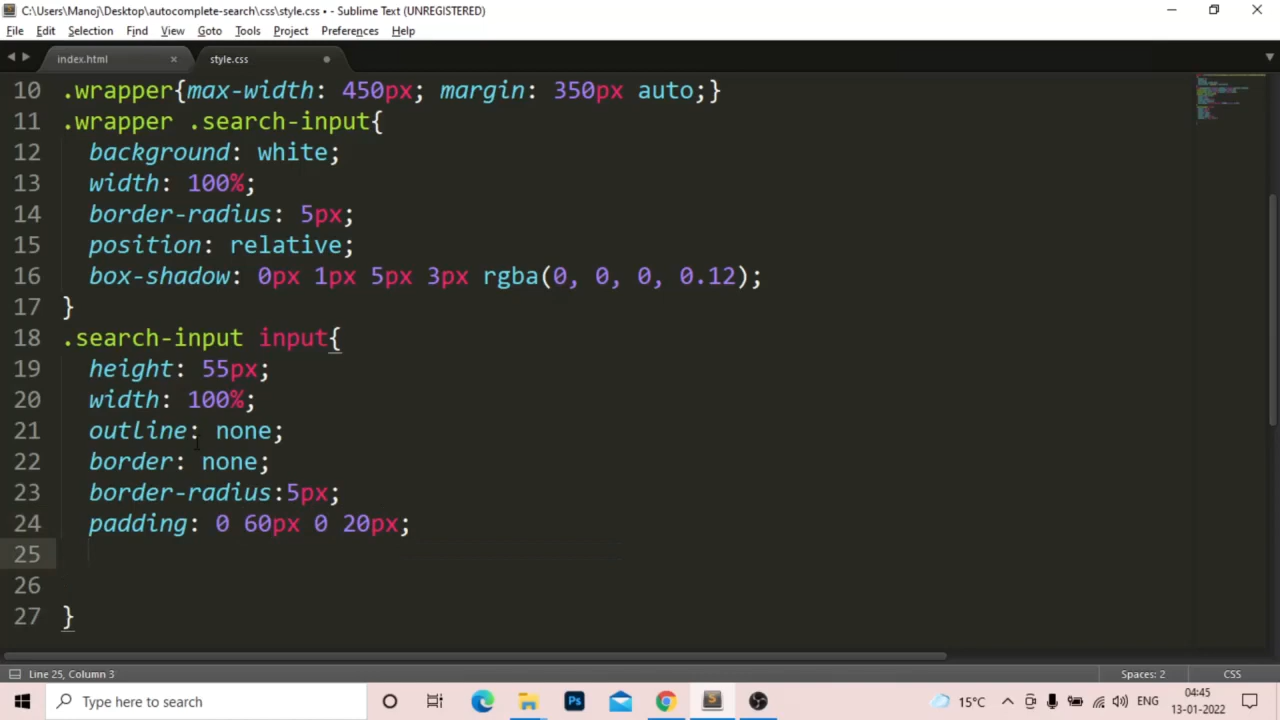 C:\Users\Manoj\Desktop\autocomplete-search\css\style.css • - Sublime Text (UNREGISTERED)
File Edit Selection View Goto Tools Project Preferences Help
index.html × style.css
10 .wrapper{max-width: 450px; margin: 350px auto;}
11 .wrapper .search-input{
12 background: white;
13 width: 100%;
14 border-radius: 5px;
15 position: relative;
16 box-shadow: 0px 1px 5px 3px rgba(0, 0, 0, 0.12);
17 }
18 .search-input input{
19 height: 55px;
20 width: 100%;
21 outline: none;
22 border: none;
23 border-radius:5px;
24 padding: 0 60px 0 20px;
25
26
27 }
Line 25, Column 3 Spaces: 2 CSS
Type here to search Ps 15°C ENG 04:45
13-01-2022